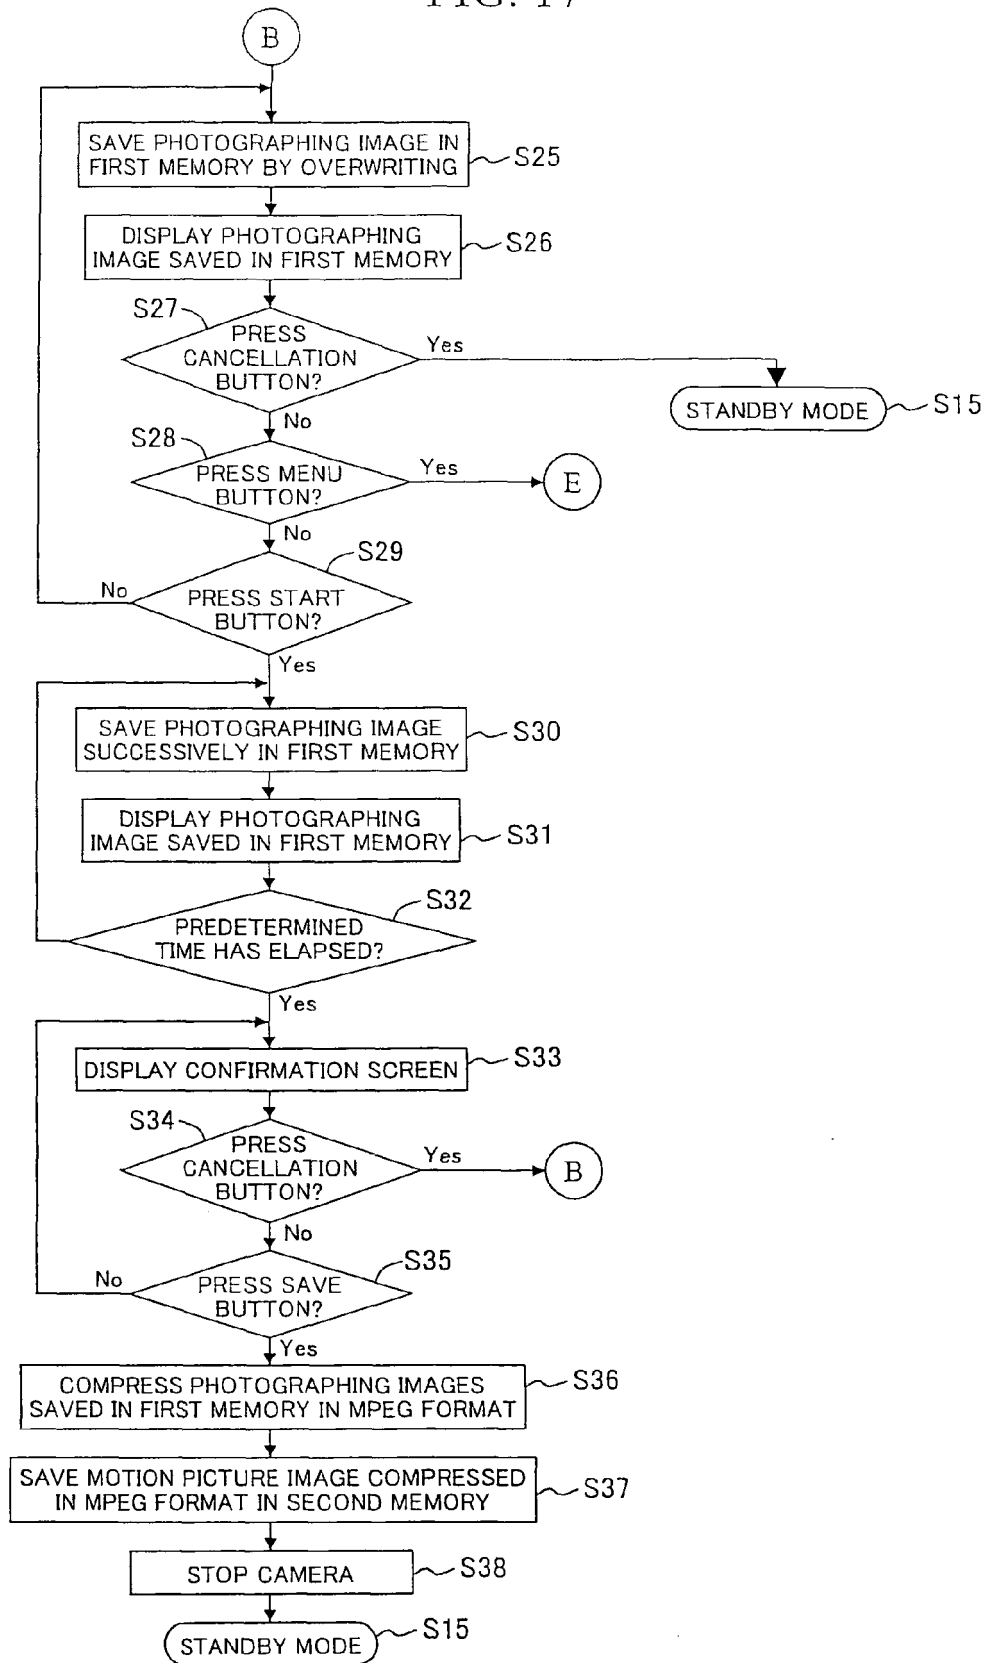 FIG. 17
B
SAVE PHOTOGRAPHING IMAGE IN
FIRST MEMORY BY OVERWRITING
S25
DISPLAY PHOTOGRAPHING
IMAGE SAVED IN FIRST MEMORY
S26
S27
PRESS
CANCELLATION
BUTTON?
Yes
STANDBY MODE
S15
No
S28
PRESS MENU
BUTTON?
Yes
E
No
S29
PRESS START
BUTTON?
No
Yes
SAVE PHOTOGRAPHING IMAGE
SUCCESSIVELY IN FIRST MEMORY
S30
DISPLAY PHOTOGRAPHING
IMAGE SAVED IN FIRST MEMORY
S31
S32
PREDETERMINED
TIME HAS ELAPSED?
Yes
DISPLAY CONFIRMATION SCREEN
S33
S34
PRESS
CANCELLATION
BUTTON?
Yes
B
No
S35
PRESS SAVE
BUTTON?
No
Yes
COMPRESS PHOTOGRAPHING IMAGES
SAVED IN FIRST MEMORY IN MPEG FORMAT
S36
SAVE MOTION PICTURE IMAGE COMPRESSED
IN MPEG FORMAT IN SECOND MEMORY
S37
STOP CAMERA
S38
STANDBY MODE
S15